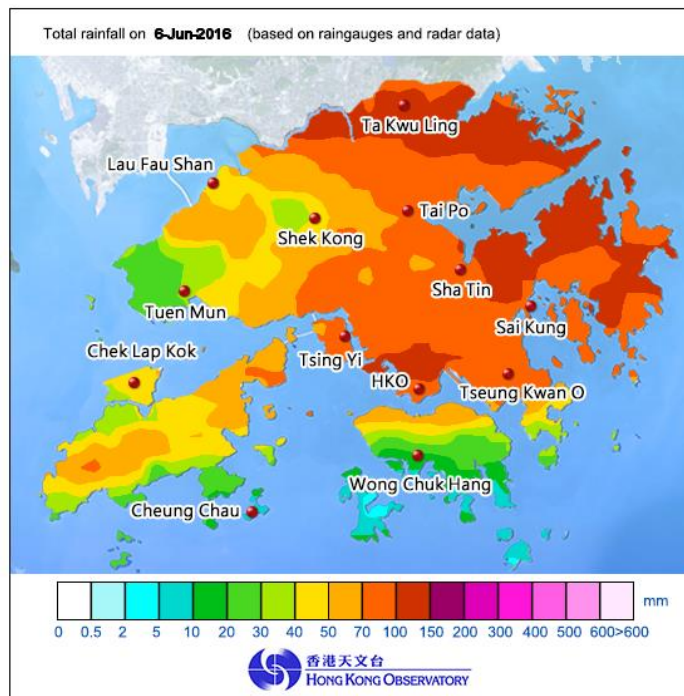 Total rainfall on 6-Jun-2016 (based on raingauges and radar data)
Ta Kwu Ling
Lau Fau Shan
Tai Po
Shek Kong
Sha Tin
Tuen Mun
Sai Kung
Chek Lap Kok
Tsing Yi
HKO
Tseung Kwan O
Wong Chuk Hang
Cheung Chau
mm
0 0.5 2 5 10 20 30 40 50 70 100 150 200 300 400 500 600 >600
香港天文台
HONG KONG OBSERVATORY